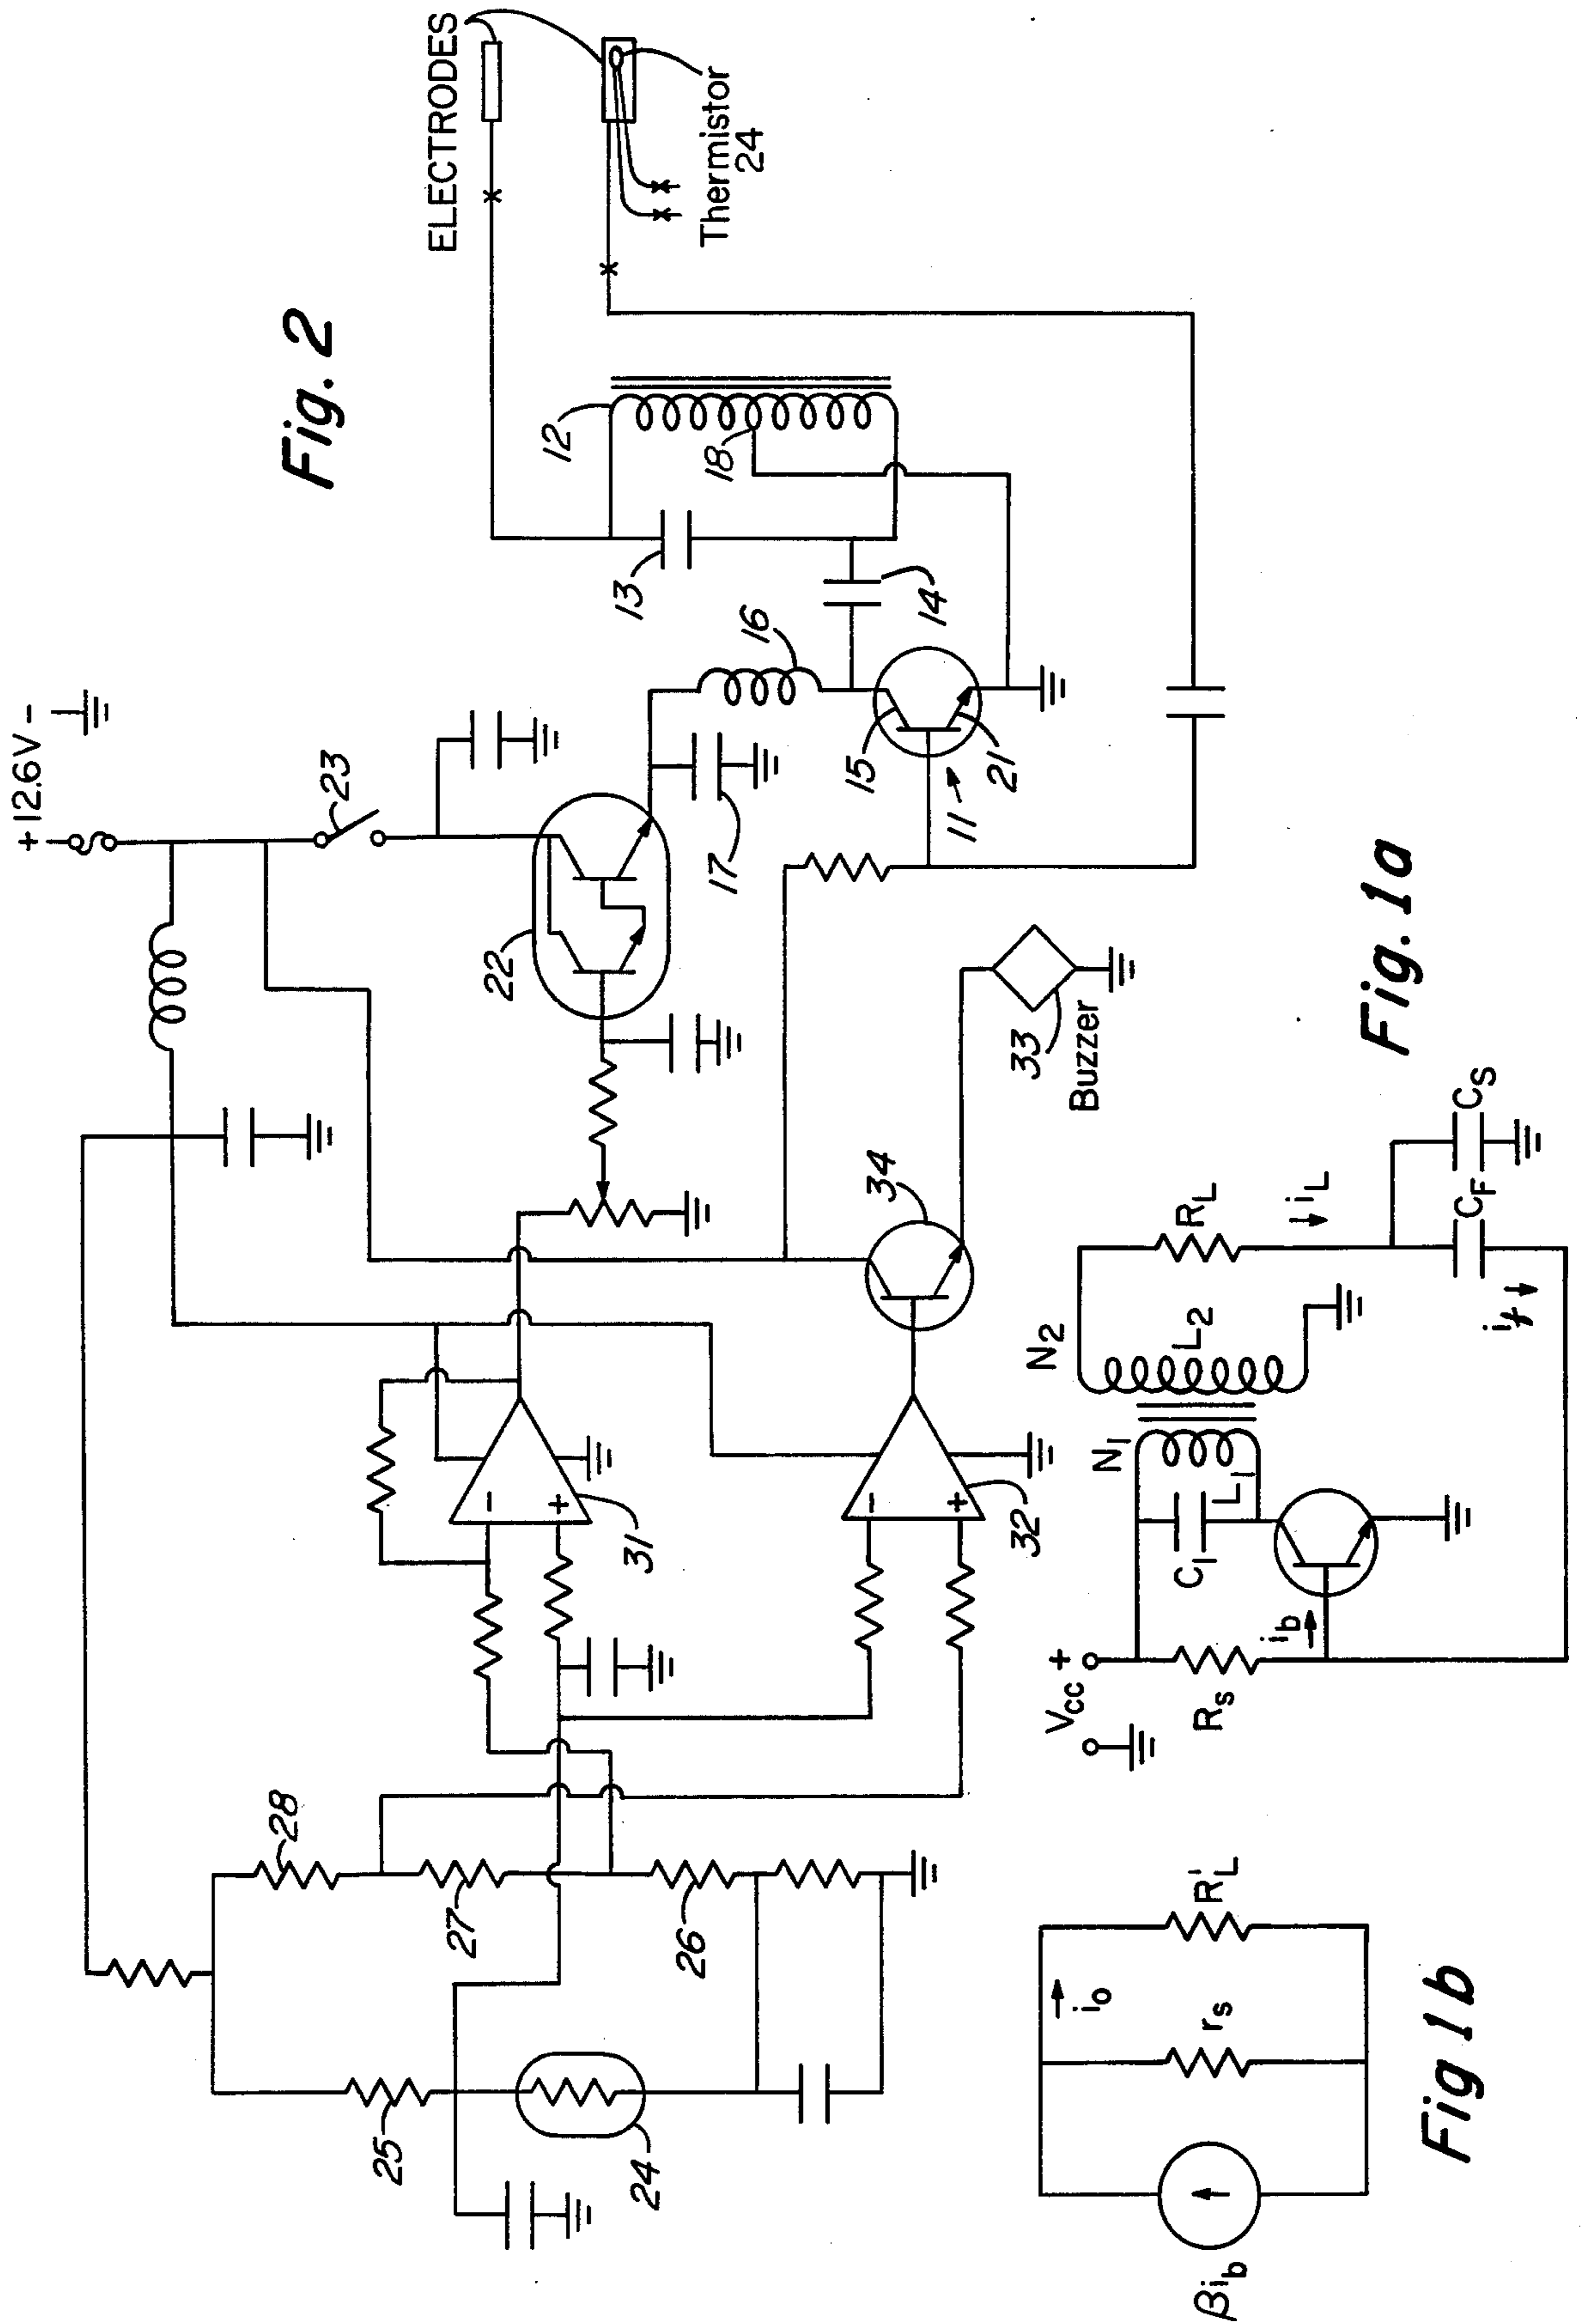 Fig. 2
+12.6V -
ELECTRODES
Thermistor
24
12
18
13
14
16
15
21
11
17
23
22
34
33
Buzzer
31
32
28
27
26
25
24
Fig. 1a
Vcc +
Rs
ib
C1
L1
N1
N2
L2
RL
iL
CS
CF
if
Fig 1b
βib
rs
io
RL'